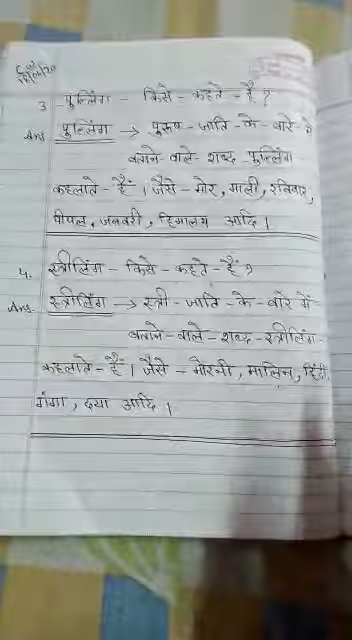 3 पुल्लिंग - किसे - कहते - हैं ?
Ans पुल्लिंग → पुरुष - जाति - के - बारे - में
बताने - वाले - शब्द - पुल्लिंग -
कहलाते - हैं । जैसे - मोर, माली, रविवार,
पीपल, जनवरी, हिमालय आदि ।
4. स्त्रीलिंग - किसे - कहते - हैं ?
Ans स्त्रीलिंग → स्त्री - जाति - के - बारे में
बताने - वाले - शब्द - स्त्रीलिंग -
कहलाते - हैं । जैसे - मोरनी, मालिन, हिंदी,
गंगा, दया आदि ।